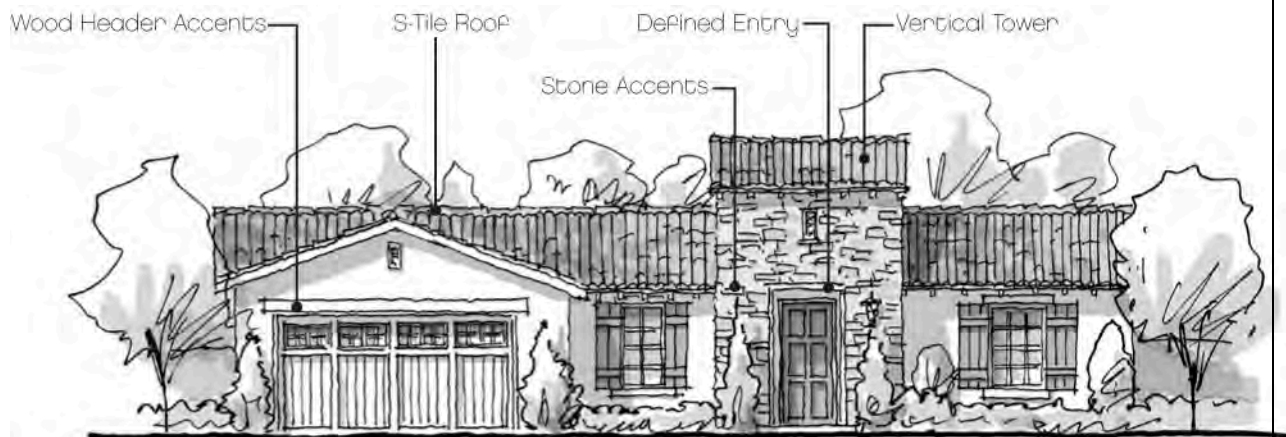 Wood Header Accents
S-Tile Roof
Defined Entry
Vertical Tower
Stone Accents